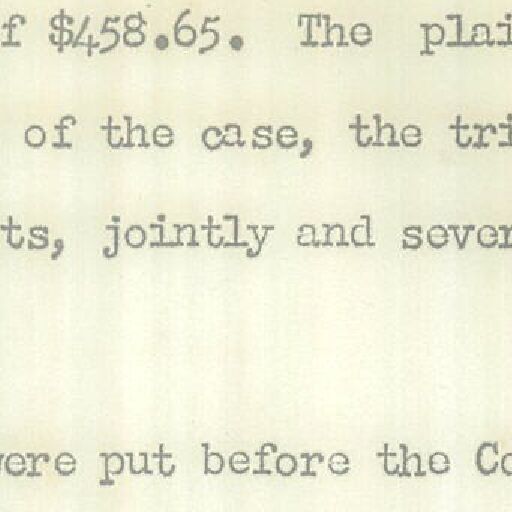 f $458.65. The plai
of the case, the tri
ts, jointly and sever
were put before the Co